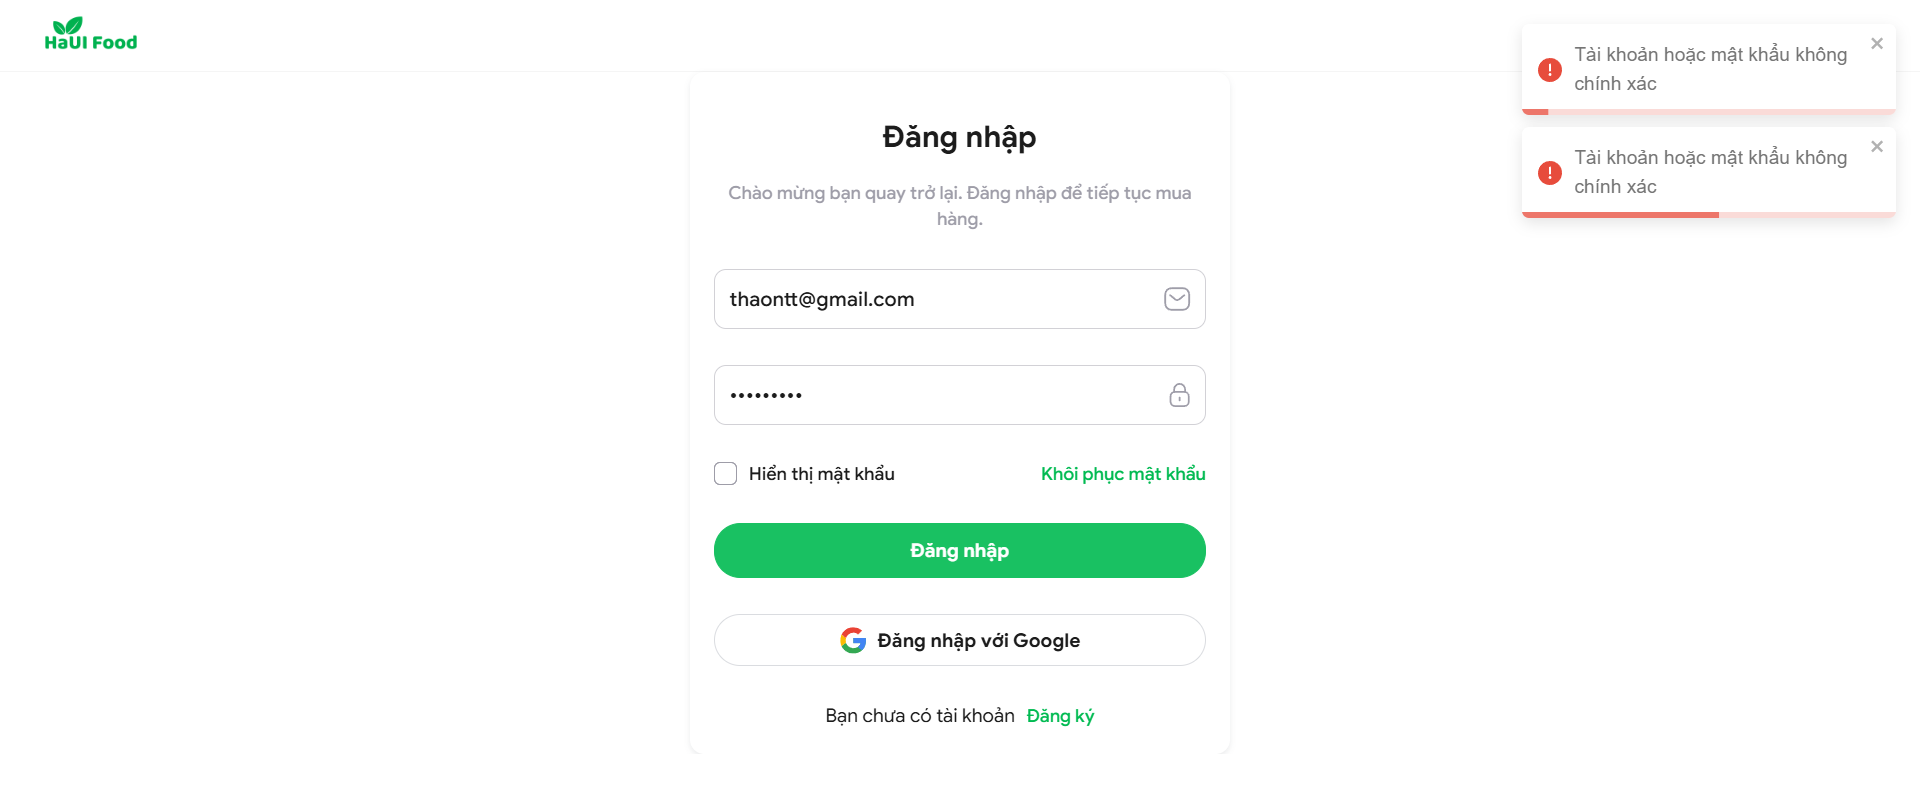 HaUI Food
Tài khoản hoặc mật khẩu không
chính xác
Tài khoản hoặc mật khẩu không
chính xác
Đăng nhập
Chào mừng bạn quay trở lại. Đăng nhập để tiếp tục mua
hàng.
thaontt@gmail.com
•••••••••
Hiển thị mật khẩu
Khôi phục mật khẩu
Đăng nhập
Đăng nhập với Google
Bạn chưa có tài khoản Đăng ký